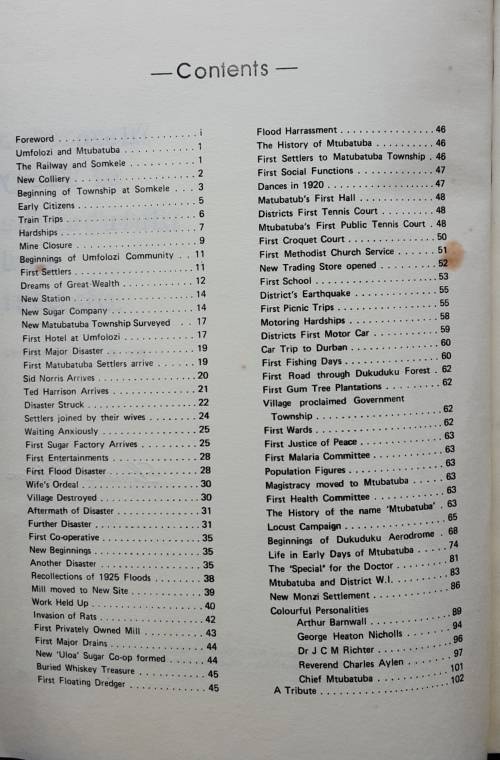 — Contents —
Foreword . . . . . . . . . . . . . . . . . . . . . . . i
Umfolozi and Mtubatuba . . . . . . . . . . . . 1
The Railway and Somkele . . . . . . . . . . . 1
New Colliery . . . . . . . . . . . . . . . . . . . . 2
Beginning of Township at Somkele . . . 3
Early Citizens . . . . . . . . . . . . . . . . . . . 5
Train Trips . . . . . . . . . . . . . . . . . . . . . 6
Hardships . . . . . . . . . . . . . . . . . . . . . . 7
Mine Closure . . . . . . . . . . . . . . . . . . . . 9
Beginnings of Umfolozi Community . . 11
First Settlers . . . . . . . . . . . . . . . . . . . . 11
Dreams of Great Wealth . . . . . . . . . . . . 12
New Station . . . . . . . . . . . . . . . . . . . . 14
New Sugar Company . . . . . . . . . . . . . . 14
New Matubatuba Township Surveyed . . 17
First Hotel at Umfolozi . . . . . . . . . . . . 17
First Major Disaster . . . . . . . . . . . . . . . 19
First Matubatuba Settlers arrive . . . . . . 19
Sid Norris Arrives . . . . . . . . . . . . . . . . 20
Ted Harrison Arrives . . . . . . . . . . . . . . 21
Disaster Struck . . . . . . . . . . . . . . . . . . 22
Settlers joined by their wives . . . . . . . . 24
Waiting Anxiously . . . . . . . . . . . . . . . . 25
First Sugar Factory Arrives . . . . . . . . . 25
First Entertainments . . . . . . . . . . . . . . 28
First Flood Disaster . . . . . . . . . . . . . . . 28
Wife's Ordeal . . . . . . . . . . . . . . . . . . . 30
Village Destroyed . . . . . . . . . . . . . . . . 30
Aftermath of Disaster . . . . . . . . . . . . . 31
Further Disaster . . . . . . . . . . . . . . . . . 31
First Co-operative . . . . . . . . . . . . . . . . 35
New Beginnings . . . . . . . . . . . . . . . . . 35
Another Disaster . . . . . . . . . . . . . . . . . 35
Recollections of 1925 Floods . . . . . . . . 38
Mill moved to New Site . . . . . . . . . . . . 39
Work Held Up . . . . . . . . . . . . . . . . . . . 40
Invasion of Rats . . . . . . . . . . . . . . . . . 42
First Privately Owned Mill . . . . . . . . . . 43
First Major Drains . . . . . . . . . . . . . . . . 44
New 'Uloa' Sugar Co-op formed . . . . . 44
Buried Whiskey Treasure . . . . . . . . . . . 45
First Floating Dredger . . . . . . . . . . . . . 45
Flood Harrassment . . . . . . . . . . . . . . . . 46
The History of Mtubatuba . . . . . . . . . . 46
First Settlers to Matubatuba Township . 46
First Social Functions . . . . . . . . . . . . . 47
Dances in 1920 . . . . . . . . . . . . . . . . . . 47
Matubatub's First Hall . . . . . . . . . . . . . 48
Districts First Tennis Court . . . . . . . . . 48
Mtubatuba's First Public Tennis Court . 48
First Croquet Court . . . . . . . . . . . . . . . 50
First Methodist Church Service . . . . . . 51
New Trading Store opened . . . . . . . . . 52
First School . . . . . . . . . . . . . . . . . . . . 53
District's Earthquake . . . . . . . . . . . . . . 55
First Picnic Trips . . . . . . . . . . . . . . . . . 55
Motoring Hardships . . . . . . . . . . . . . . . 58
Districts First Motor Car . . . . . . . . . . . 59
Car Trip to Durban . . . . . . . . . . . . . . . 60
First Fishing Days . . . . . . . . . . . . . . . . 60
First Road through Dukuduku Forest . 62
First Gum Tree Plantations . . . . . . . . . 62
Village proclaimed Government
Township . . . . . . . . . . . . . . . . . . . . 62
First Wards . . . . . . . . . . . . . . . . . . . . 62
First Justice of Peace . . . . . . . . . . . . . 63
First Malaria Committee . . . . . . . . . . . 63
Population Figures . . . . . . . . . . . . . . . 63
Magistracy moved to Mtubatuba . . . . . 63
First Health Committee . . . . . . . . . . . . 63
The History of the name 'Mtubatuba' . 63
Locust Campaign . . . . . . . . . . . . . . . . 65
Beginnings of Dukuduku Aerodrome . 68
Life in Early Days of Mtubatuba . . . . . 74
The "Special" for the Doctor . . . . . . . . 81
Mtubatuba and District W.I. . . . . . . . . 83
New Monzi Settlement . . . . . . . . . . . . 86
Colourful Personalities
Arthur Barnwall . . . . . . . . . . . . . . . 89
George Heaton Nicholls . . . . . . . . . 94
Dr J C M Richter . . . . . . . . . . . . . . 96
Reverend Charles Aylen . . . . . . . . . 97
Chief Mtubatuba . . . . . . . . . . . . . . 101
A Tribute . . . . . . . . . . . . . . . . . . . . . 102